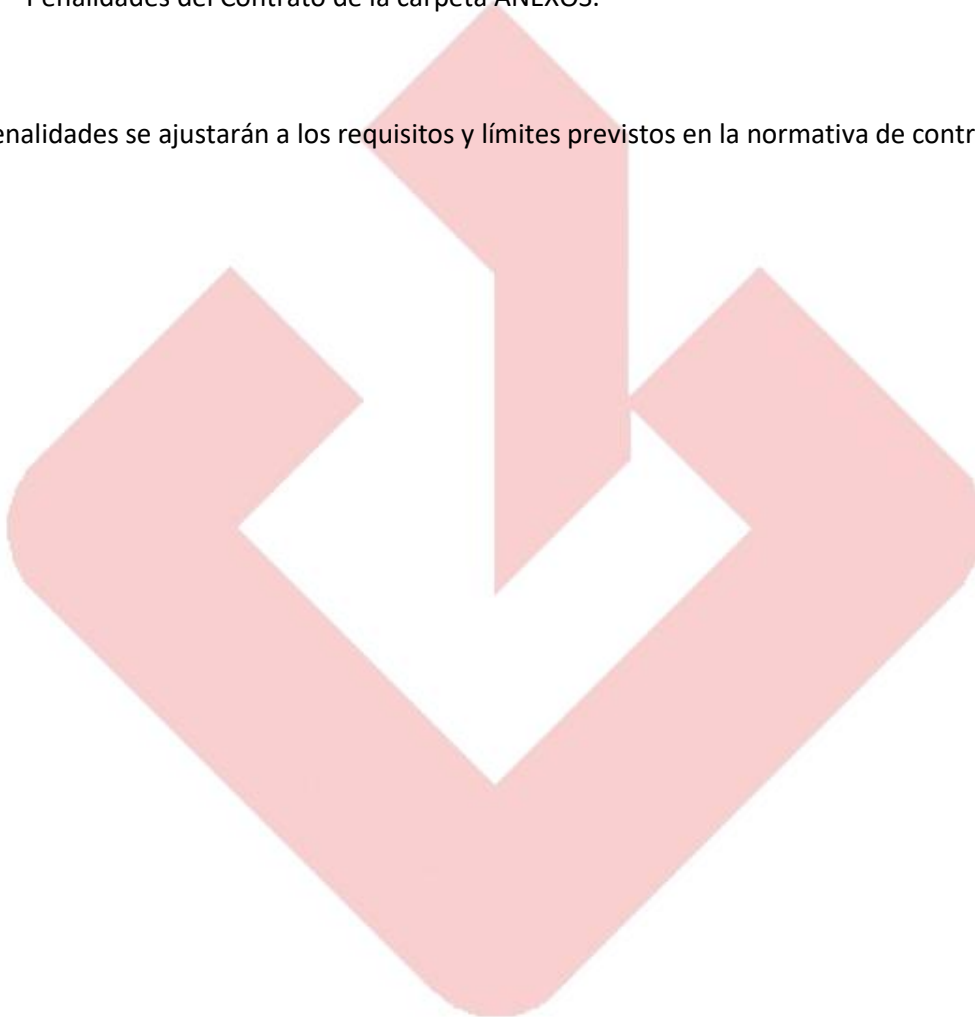 Penalidades del Contrato de la carpeta ANEXOS.
enalidades se ajustarán a los requisitos y límites previstos en la normativa de contr